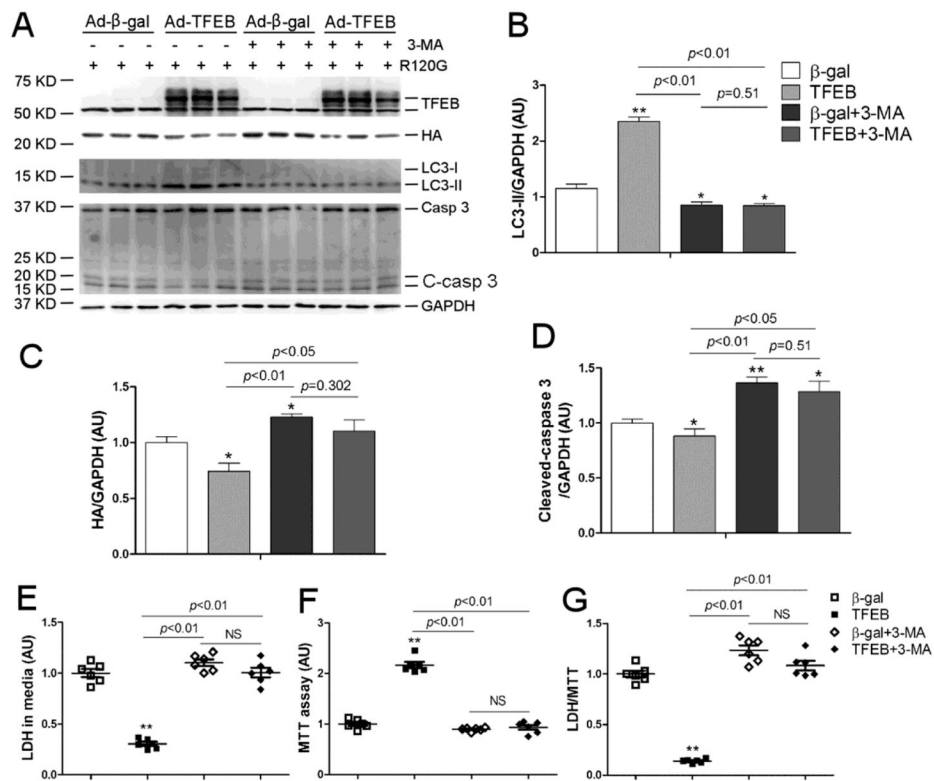 A
Ad-β-gal Ad-TFEB Ad-β-gal Ad-TFEB
- - - - - - + + + + + + 3-MA
+ + + + + + + + + + + + R120G
75 KD
TFEB
50 KD
HA
20 KD
LC3-I
15 KD
LC3-II
37 KD
Casp 3
25 KD
20 KD
C-casp 3
15 KD
37 KD
GAPDH
B
p<0.01
p<0.01
p=0.51
**
*
*
LC3-II/GAPDH (AU)
3
2
1
0
β-gal
TFEB
β-gal+3-MA
TFEB+3-MA
C
p<0.05
p<0.01
p=0.302
*
*
HA/GAPDH (AU)
1.5
1.0
0.5
0.0
D
p<0.05
p<0.01
p=0.51
*
**
*
Cleaved-caspase 3
/GAPDH (AU)
1.5
1.0
0.5
0.0
E
p<0.01
p<0.01
NS
**
LDH in media (AU)
1.5
1.0
0.5
0.0
F
p<0.01
p<0.01
**
NS
MTT assay (AU)
3
2
1
0
G
p<0.01
p<0.01
NS
**
LDH/MTT
1.5
1.0
0.5
0.0
β-gal
TFEB
β-gal+3-MA
TFEB+3-MA